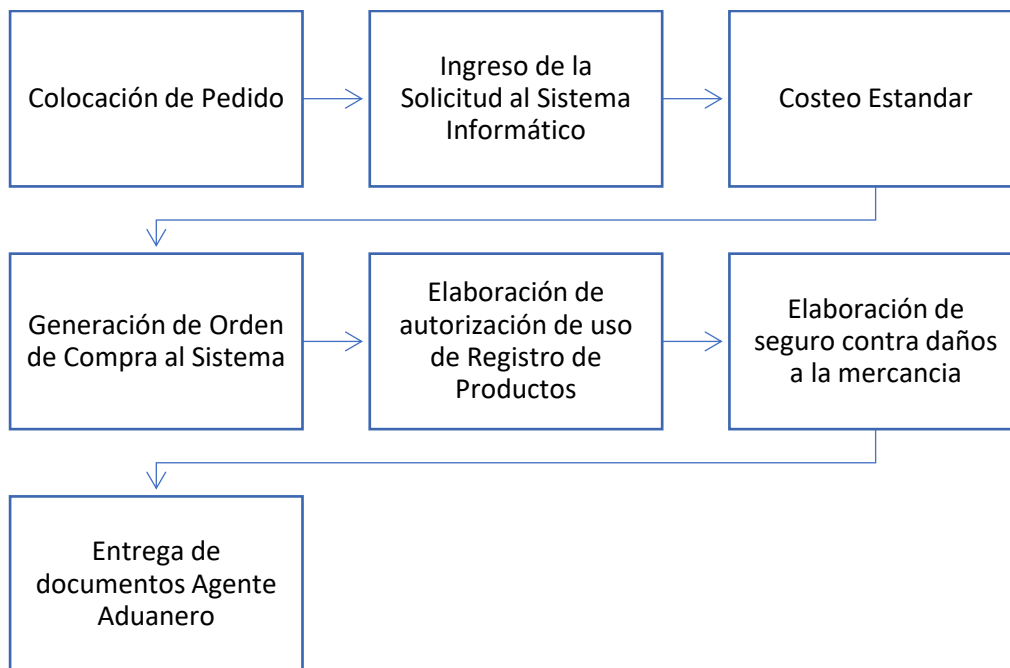 Colocación de Pedido
Ingreso de la
Solicitud al Sistema
Informático
Costeo Estandar
Generación de Orden
de Compra al Sistema
Elaboración de
autorización de uso
de Registro de
Productos
Elaboración de
seguro contra daños
a la mercancia
Entrega de
documentos Agente
Aduanero